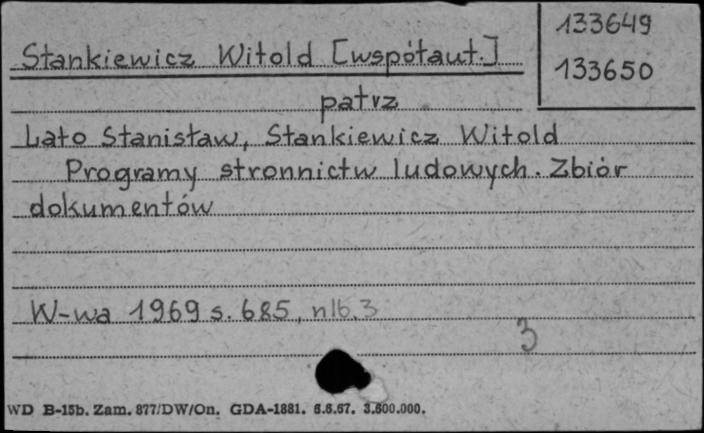 133649
Stankiewicz Witold [współaut.]
133650
patrz
Lato Stanisław, Stankiewicz Witold
Programy stronnictw ludowych. Zbiór
dokumentów
W-wa 1969 s. 685, nlb. 3
3
WD B-15b. Zam. 877/DW/On. GDA-1881. 6.6.67. 3.600.000.